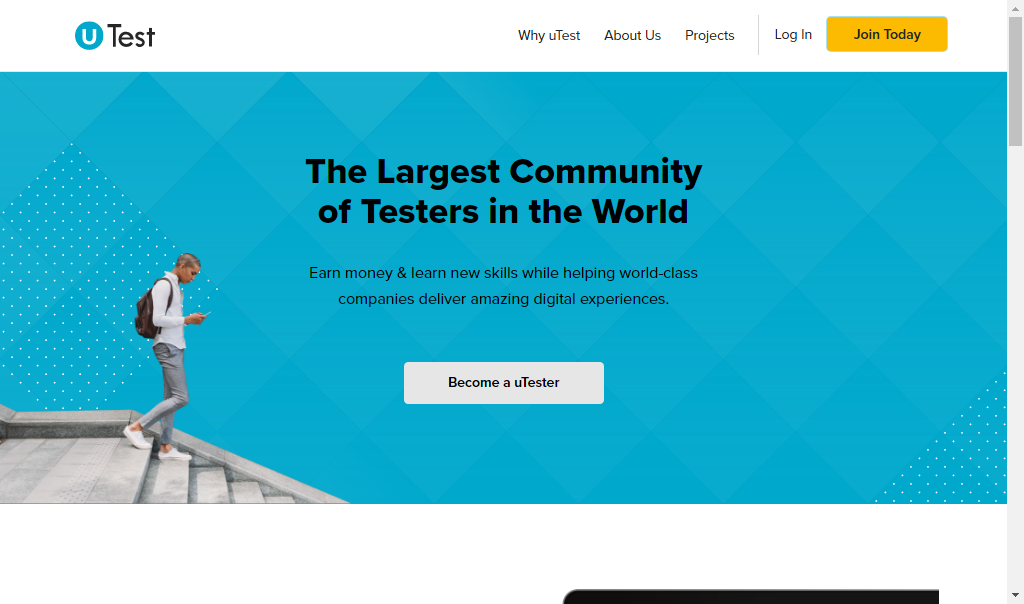 u Test
Why uTest
About Us
Projects
Log In
Join Today
The Largest Community
of Testers in the World
Earn money & learn new skills while helping world-class
companies deliver amazing digital experiences.
Become a uTester